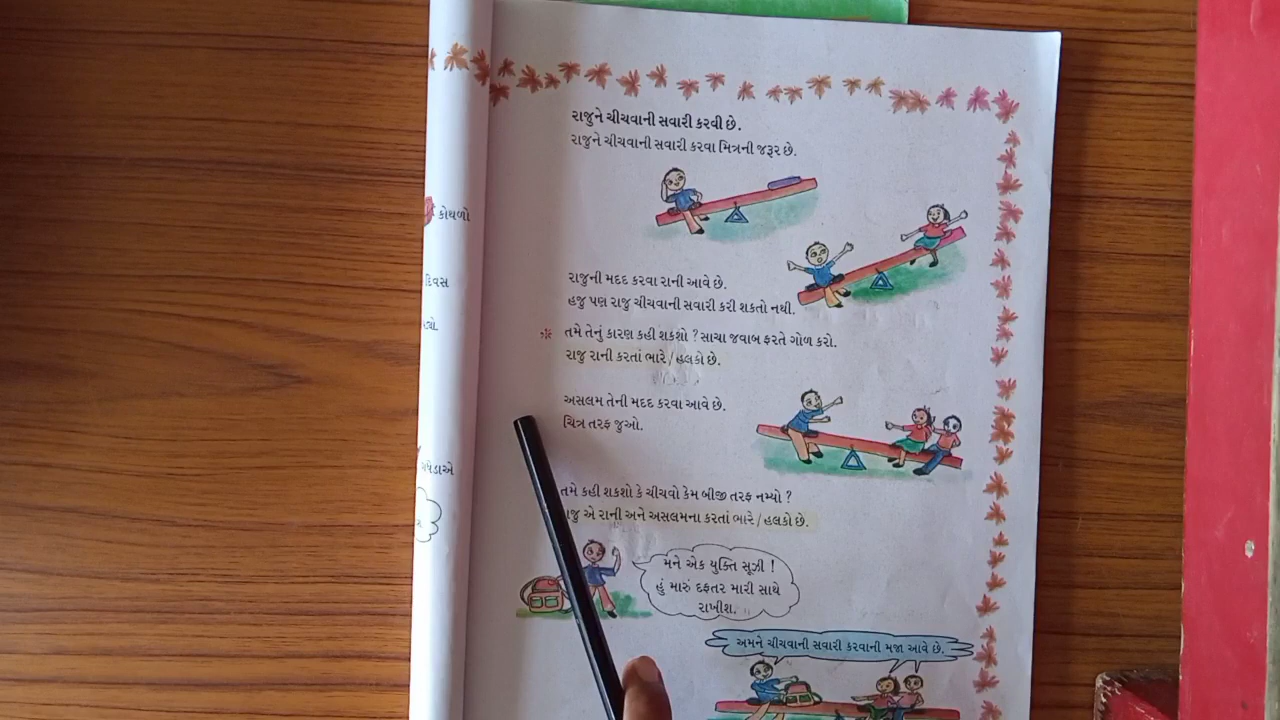 રાજુને ચીચવાની સવારી કરવી છે.
રાજુને ચીચવાની સવારી કરવા મિત્રની જરૂર છે.
કોથળો
દિવસ
રાજુની મદદ કરવા રાની આવે છે.
હજુ પણ રાજુ ચીચવાની સવારી કરી શકતો નથી.
* તમે તેનું કારણ કહી શકશો ? સાચા જવાબ ફરતે ગોળ કરો.
રાજુ રાની કરતાં ભારે / હલકો છે.
અસલમ તેની મદદ કરવા આવે છે.
ચિત્ર તરફ જુઓ.
તમે કહી શકશો કે ચીચવો કેમ બીજી તરફ નમ્યો ?
રાજુ એ રાની અને અસલમના કરતાં ભારે / હલકો છે.
મને એક યુક્તિ સૂઝી !
હું મારું દફતર મારી સાથે
રાખીશ.
અમને ચીચવાની સવારી કરવાની મજા આવે છે.